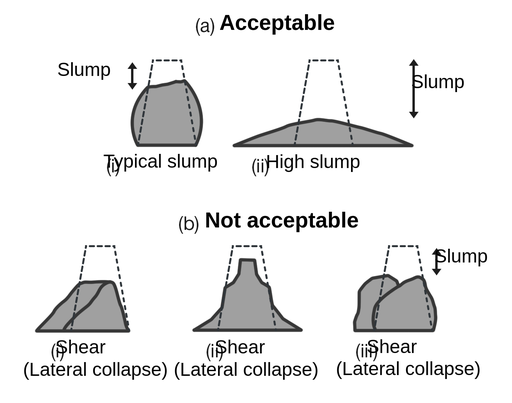 (a) Acceptable
Slump
Slump
(i) Typical slump
(ii) High slump
(b) Not acceptable
Slump
(i) Shear
(Lateral collapse)
(ii) Shear
(Lateral collapse)
(iii) Shear
(Lateral collapse)